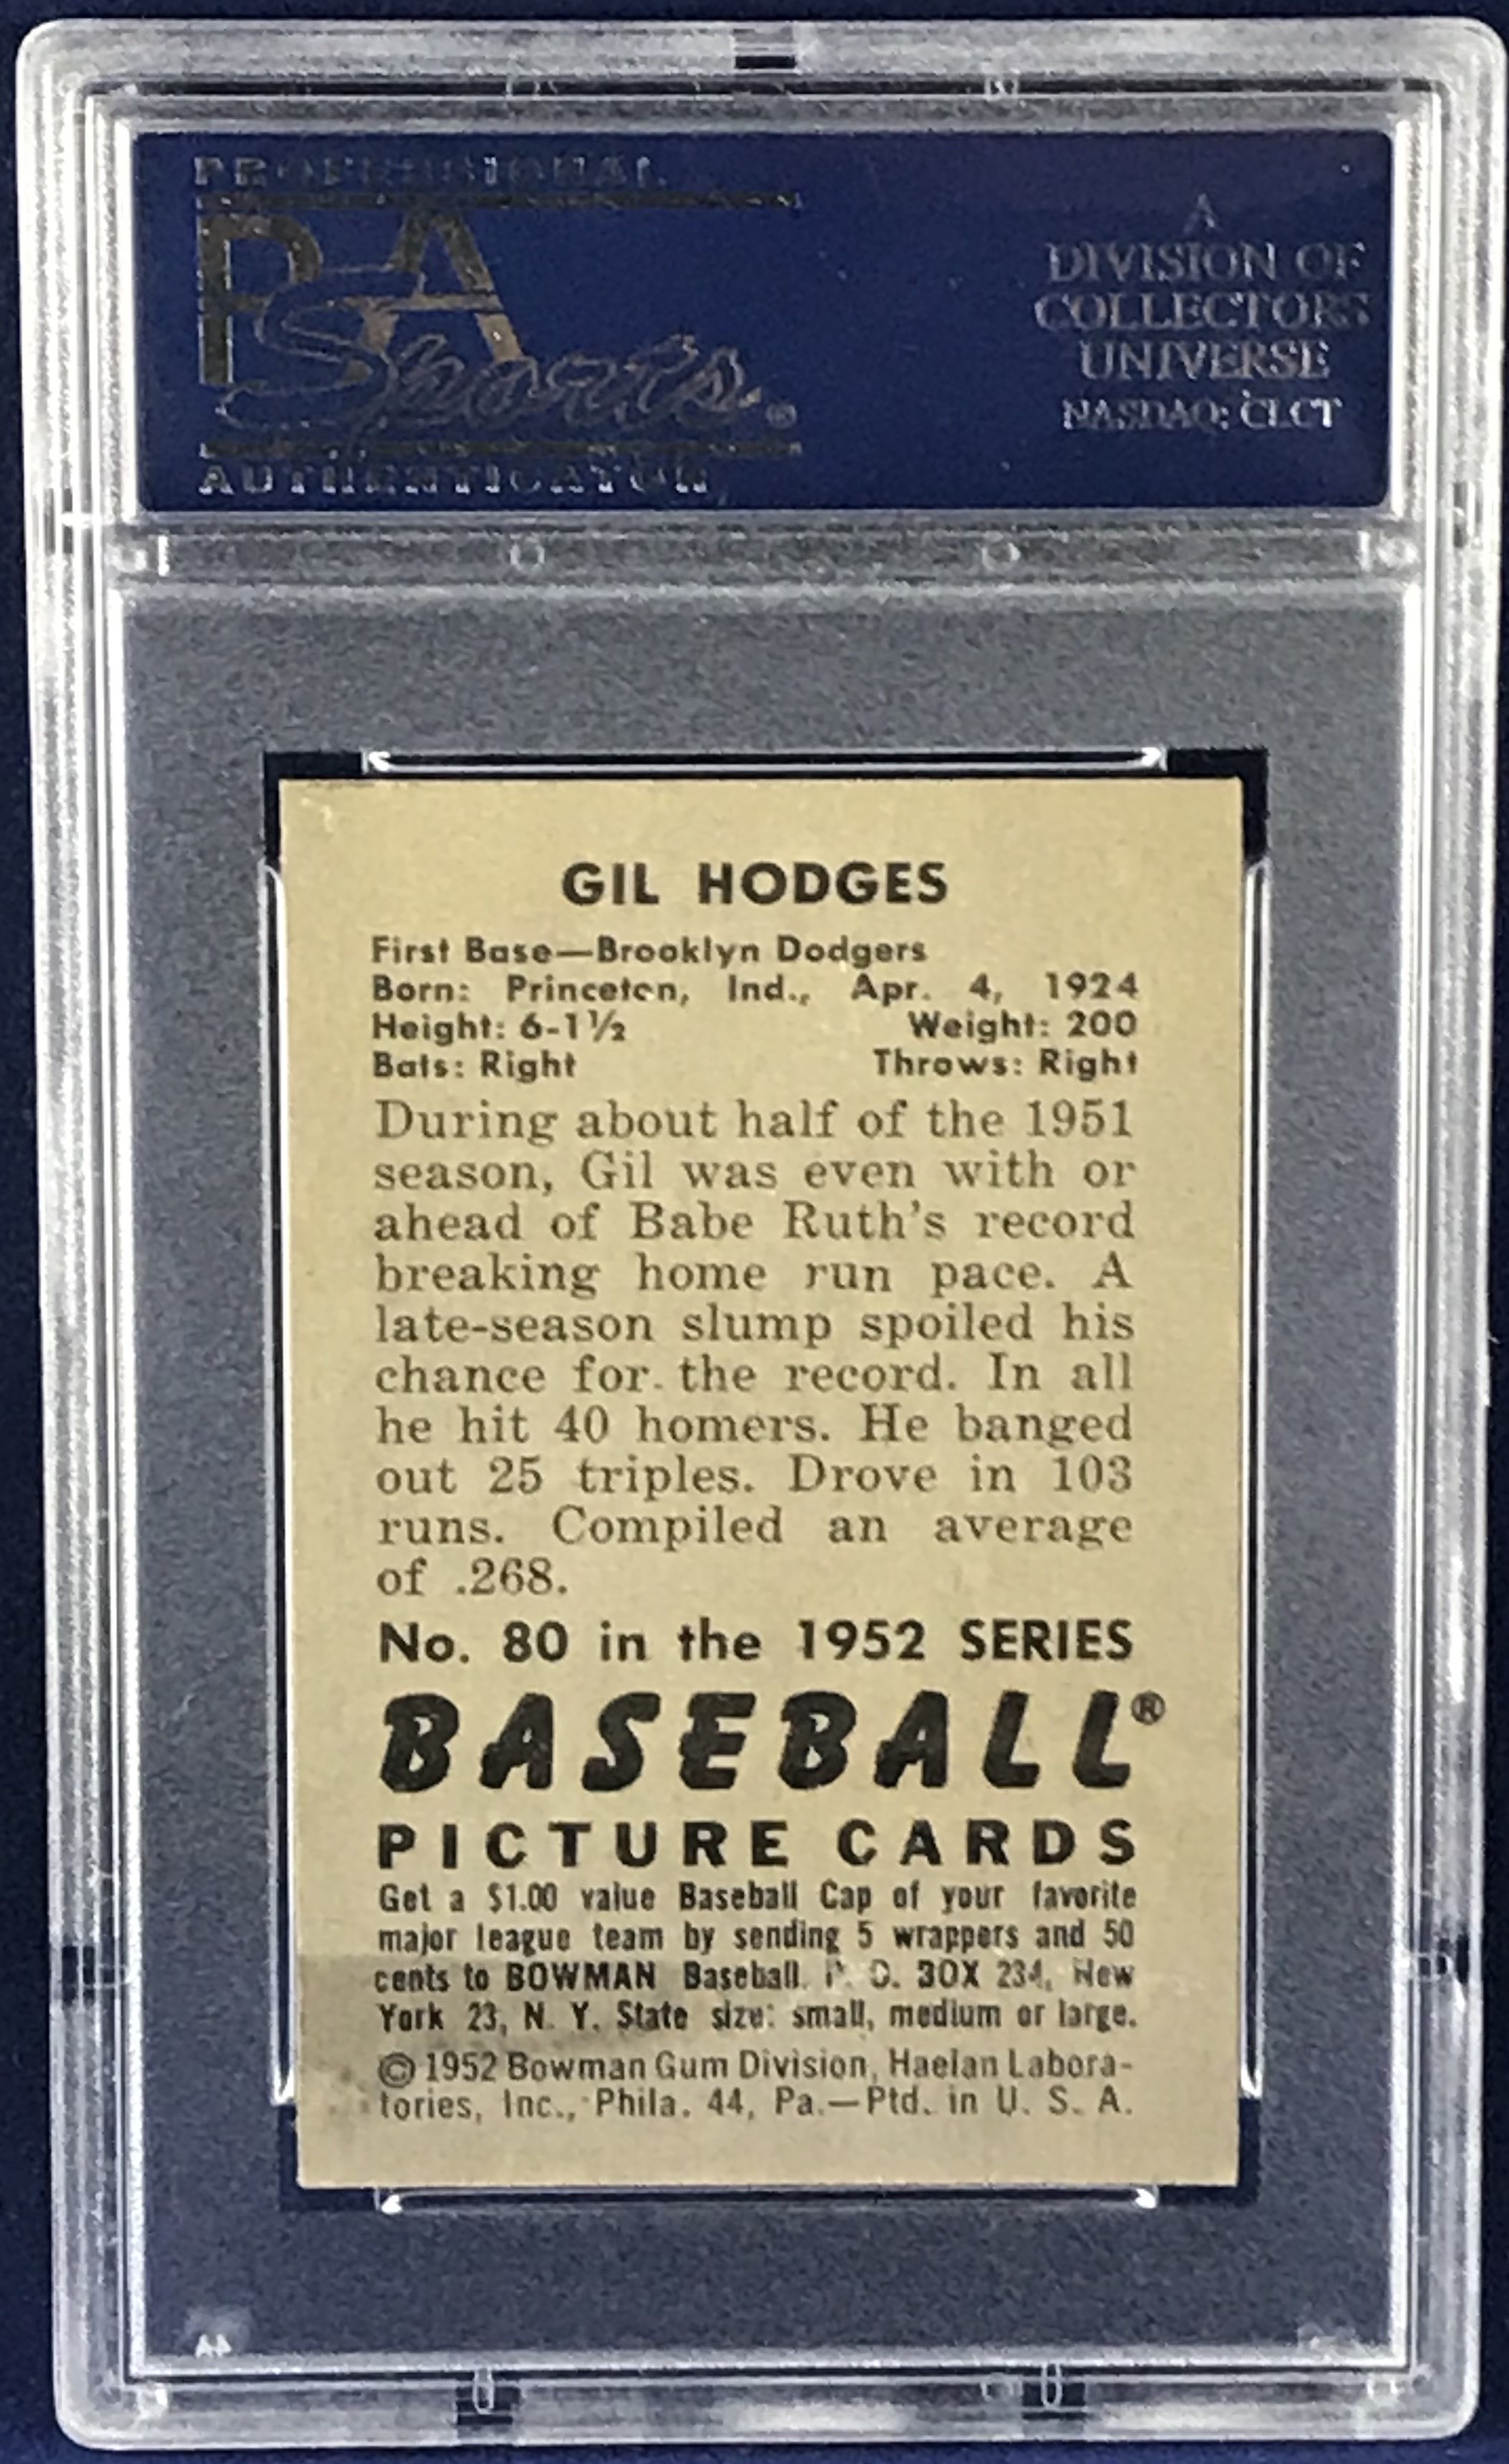 PROFESSIONAL
PSA
Sports ®
AUTHENTICATOR
A
DIVISION OF
COLLECTORS
UNIVERSE
NASDAQ: CLCT
GIL HODGES
First Base—Brooklyn Dodgers
Born: Princeton, Ind., Apr. 4, 1924
Height: 6-1½ Weight: 200
Bats: Right Throws: Right
During about half of the 1951
season, Gil was even with or
ahead of Babe Ruth's record
breaking home run pace. A
late-season slump spoiled his
chance for the record. In all
he hit 40 homers. He banged
out 25 triples. Drove in 103
runs. Compiled an average
of .268.
No. 80 in the 1952 SERIES
BASEBALL®
PICTURE CARDS
Get a $1.00 value Baseball Cap of your favorite
major league team by sending 5 wrappers and 50
cents to BOWMAN Baseball. P. O. BOX 234, New
York 23, N. Y. State size: small, medium or large.
© 1952 Bowman Gum Division, Haelan Labora-
tories, Inc., Phila. 44, Pa.—Ptd. in U. S. A.